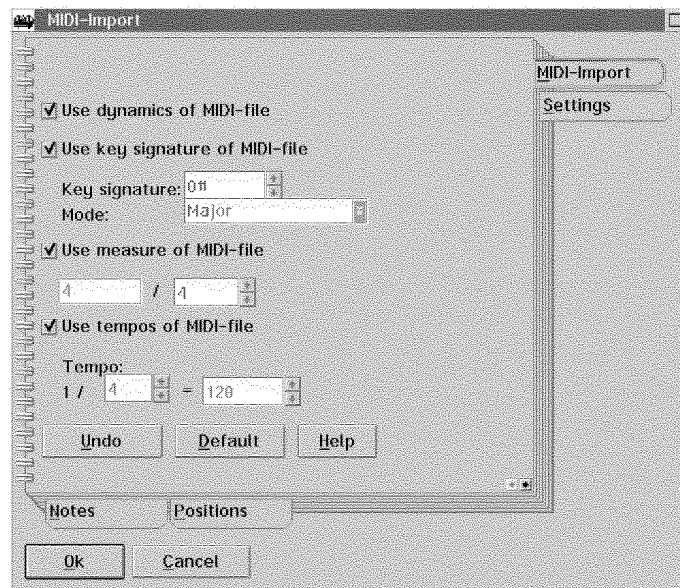 MIDI-Import
MIDI-Import
Settings
Use dynamics of MIDI-file
Use key signature of MIDI-file
Key signature: 0#
Mode: Major
Use measure of MIDI-file
4 / 4
Use tempos of MIDI-file
Tempo:
1 / 4 = 120
Undo Default Help
Notes Positions
Ok Cancel